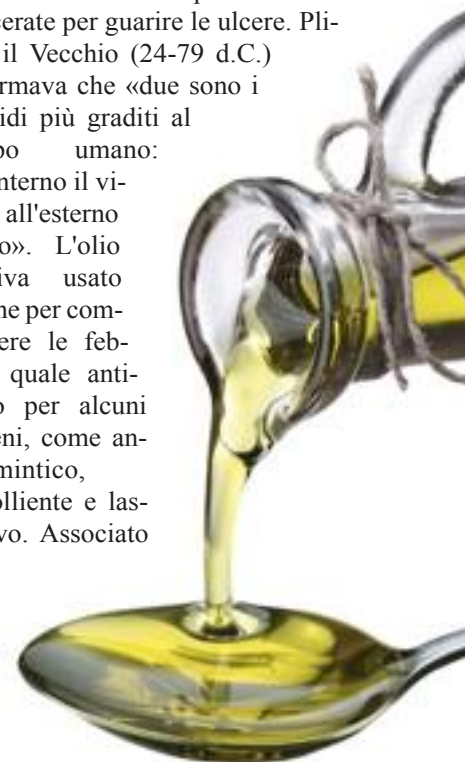 cerate per guarire le ulcere. Pli-
il Vecchio (24-79 d.C.)
rmava che «due sono i
idi più graditi al
po umano:
nterno il vi-
all'esterno
o». L'olio
iva usato
ne per com-
ere le feb-
quale anti-
o per alcuni
eni, come an-
mintico,
olliente e las-
vo. Associato